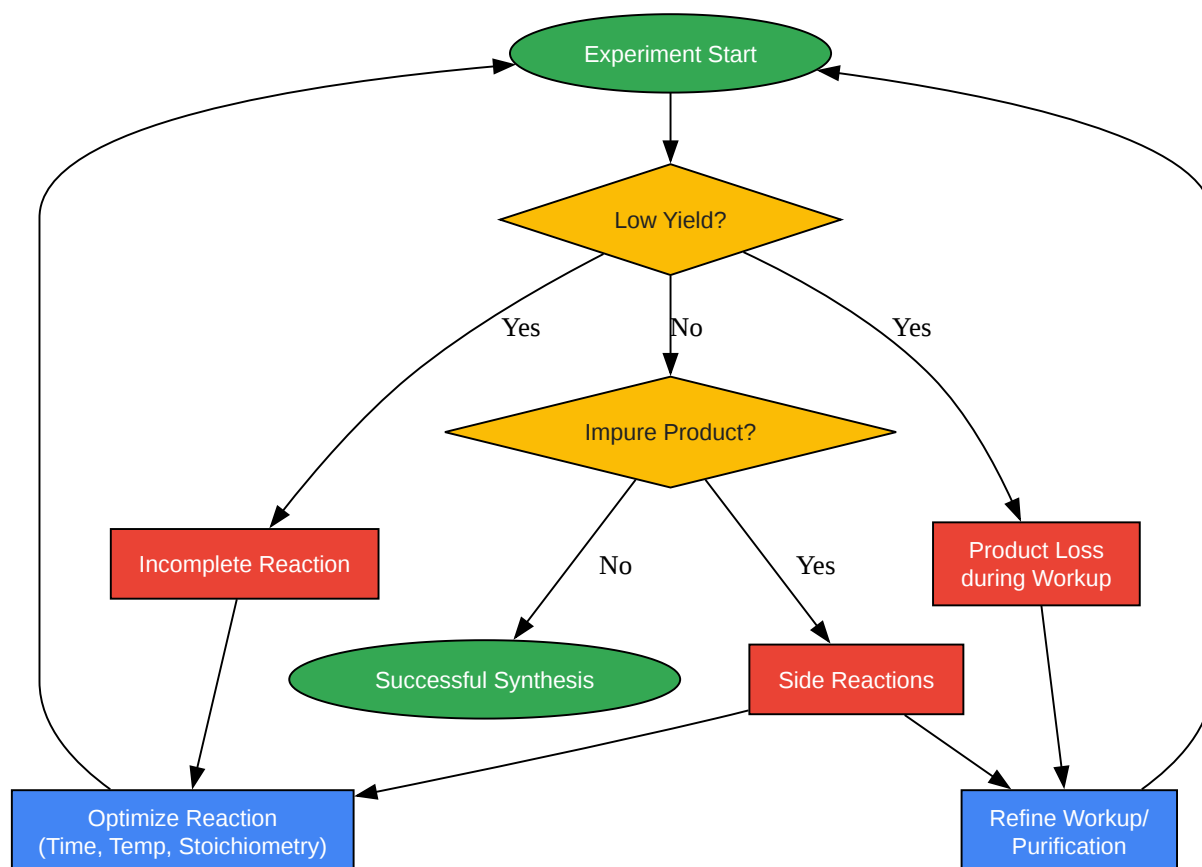 Experiment Start
Low Yield?
Yes
No
Yes
Impure Product?
Incomplete Reaction
No
Yes
Product Loss
during Workup
Successful Synthesis
Side Reactions
Optimize Reaction
(Time, Temp, Stoichiometry)
Refine Workup/
Purification